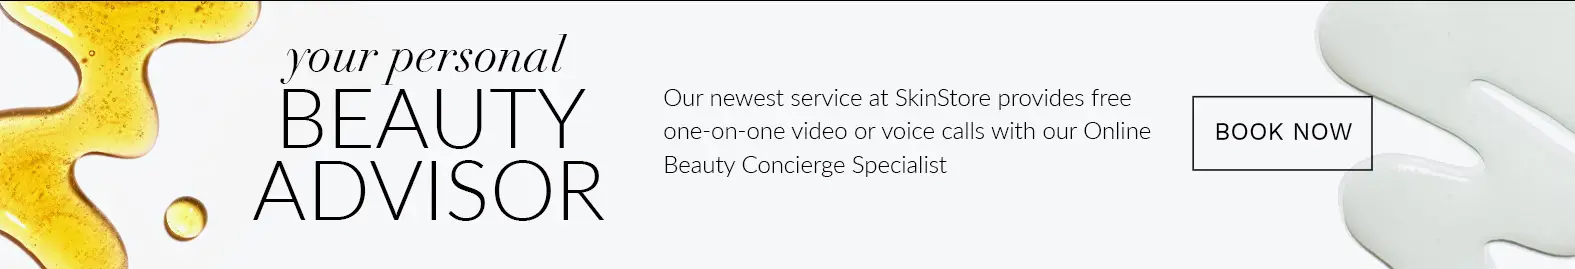 your personal
BEAUTY
ADVISOR
Our newest service at SkinStore provides free
one-on-one video or voice calls with our Online
Beauty Concierge Specialist
BOOK NOW